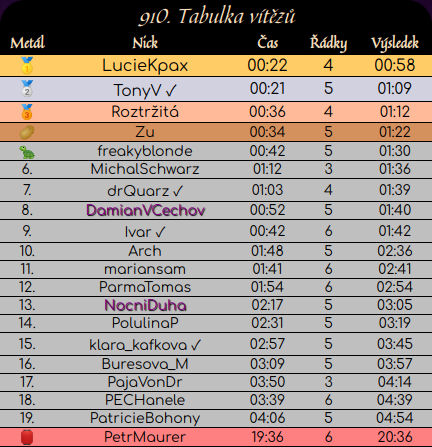 910. Tabulka vítězů
Metál Nick Čas Řádky Výsledek
🥇 LucieKpax 00:22 4 00:58
🥈 TonyV ✓ 00:21 5 01:09
🥉 Roztržitá 00:36 4 01:12
🥔 Zu 00:34 5 01:22
🐛 freakyblonde 00:42 5 01:30
6. MichalSchwarz 01:12 3 01:36
7. drQuarz ✓ 01:03 4 01:39
8. DamianVCechov 00:52 5 01:40
9. Ivar ✓ 00:42 6 01:42
10. Arch 01:48 5 02:36
11. mariansam 01:41 6 02:41
12. ParmaTomas 01:54 6 02:54
13. NocniDuha 02:17 5 03:05
14. PolulinaP 02:31 5 03:19
15. klara_kafkova ✓ 02:57 5 03:45
16. Buresova_M 03:09 5 03:57
17. PajaVonDr 03:50 3 04:14
18. PECHanele 03:39 6 04:39
19. PatricieBohony 04:06 5 04:54
PetrMaurer 19:36 6 20:36